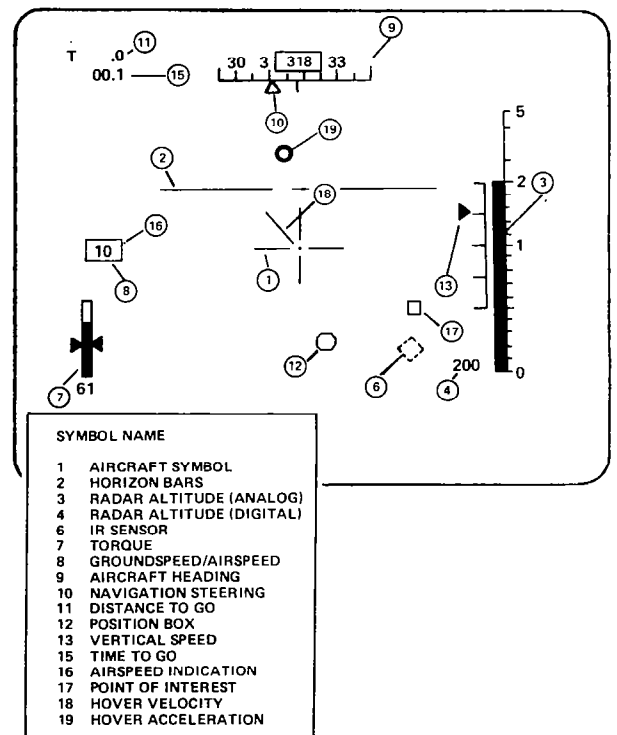 11 9
T .0 30 3 318 33
00.1 15
10
19
5
2
18
2 3
16
10 1
1 13
8
17
12
6 200 0
7 61 4
SYMBOL NAME
1 AIRCRAFT SYMBOL
2 HORIZON BARS
3 RADAR ALTITUDE (ANALOG)
4 RADAR ALTITUDE (DIGITAL)
6 IR SENSOR
7 TORQUE
8 GROUNDSPEED/AIRSPEED
9 AIRCRAFT HEADING
10 NAVIGATION STEERING
11 DISTANCE TO GO
12 POSITION BOX
13 VERTICAL SPEED
15 TIME TO GO
16 AIRSPEED INDICATION
17 POINT OF INTEREST
18 HOVER VELOCITY
19 HOVER ACCELERATION